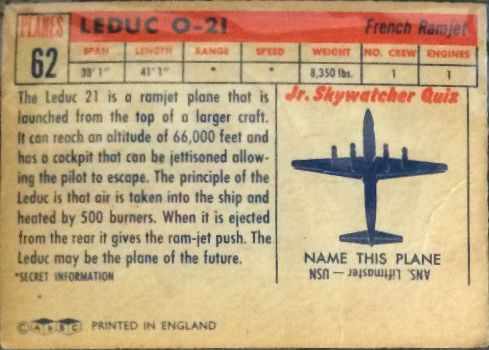 PLANES
62
LEDUC O-21
French Ramjet
SPAN LENGTH RANGE SPEED WEIGHT NO. CREW ENGINES
38' 1" 41' 1" * * 8,350 lbs. 1 1
The Leduc 21 is a ramjet plane that is
launched from the top of a larger craft.
It can reach an altitude of 66,000 feet and
has a cockpit that can be jettisoned allow-
ing the pilot to escape. The principle of the
Leduc is that air is taken into the ship and
heated by 500 burners. When it is ejected
from the rear it gives the ram-jet push. The
Leduc may be the plane of the future.
*SECRET INFORMATION
Jr. Skywatcher Quiz
NAME THIS PLANE
ANS. Liftmaster — USN
© A&BC PRINTED IN ENGLAND